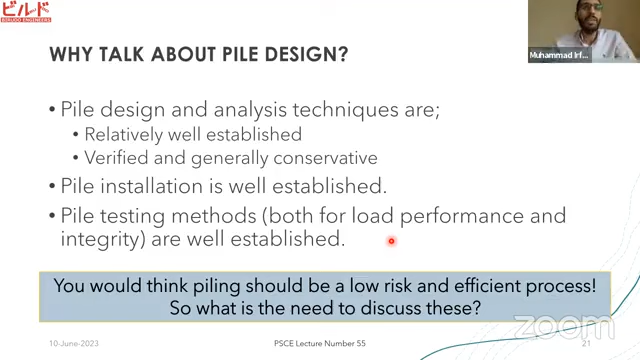 ビルド
BIRUDO ENGINEERS
Muhammad Irf...
WHY TALK ABOUT PILE DESIGN?
• Pile design and analysis techniques are;
• Relatively well established
• Verified and generally conservative
• Pile installation is well established.
• Pile testing methods (both for load performance and
integrity) are well established.
You would think piling should be a low risk and efficient process!
So what is the need to discuss these?
zoom
10-June-2023
PSCE Lecture Number 55
21